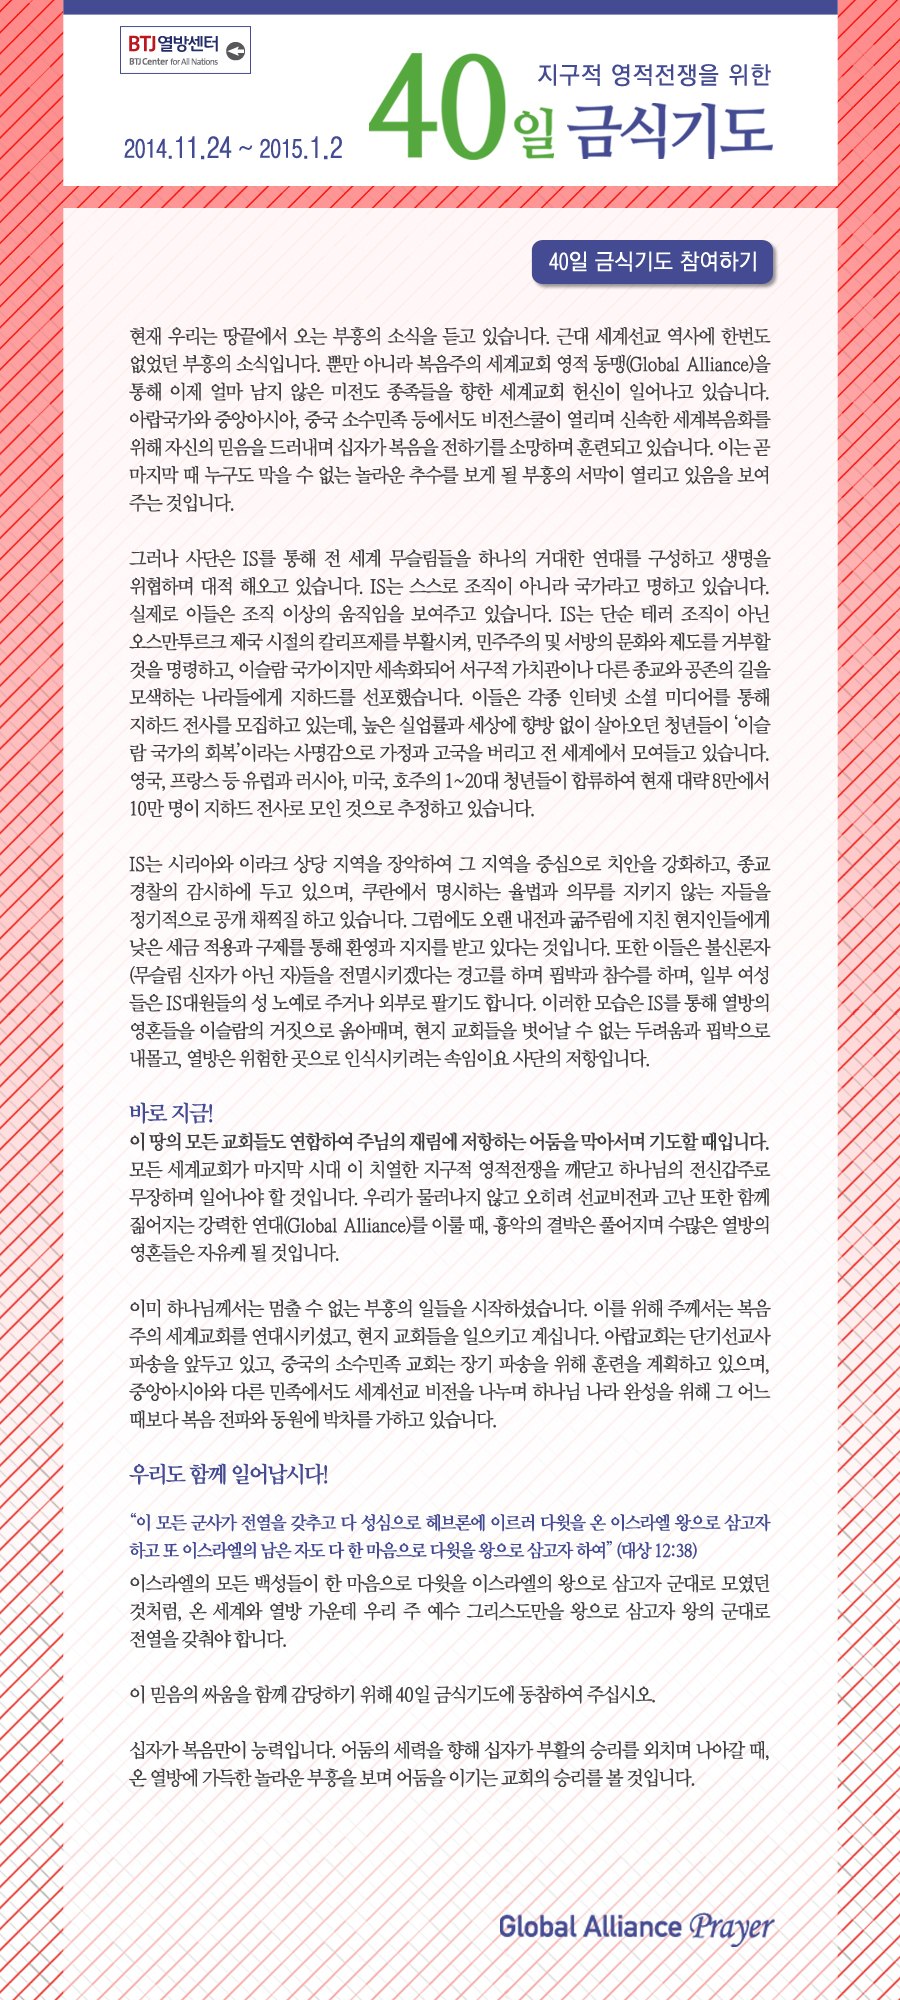 BTJ열방센터
BTJ Center for All Nations
지구적 영적전쟁을 위한
40일 금식기도
2014.11.24 ~ 2015.1.2
40일 금식기도 참여하기
현재 우리는 땅끝에서 오는 부흥의 소식을 듣고 있습니다. 근대 세계선교 역사에 한번도
없었던 부흥의 소식입니다. 뿐만 아니라 복음주의 세계교회 영적 동맹(Global Alliance)을
통해 이제 얼마 남지 않은 미전도 종족들을 향한 세계교회 헌신이 일어나고 있습니다.
아랍국가와 중앙아시아, 중국 소수민족 등에서도 비전스쿨이 열리며 신속한 세계복음화를
위해 자신의 믿음을 드러내며 십자가 복음을 전하기를 소망하며 훈련되고 있습니다. 이는 곧
마지막 때 누구도 막을 수 없는 놀라운 추수를 보게 될 부흥의 서막이 열리고 있음을 보여
주는 것입니다.
그러나 사단은 IS를 통해 전 세계 무슬림들을 하나의 거대한 연대를 구성하고 생명을
위협하며 대적 해오고 있습니다. IS는 스스로 조직이 아니라 국가라고 명하고 있습니다.
실제로 이들은 조직 이상의 움직임을 보여주고 있습니다. IS는 단순 테러 조직이 아닌
오스만투르크 제국 시절의 칼리프제를 부활시켜, 민주주의 및 서방의 문화와 제도를 거부할
것을 명령하고, 이슬람 국가이지만 세속화되어 서구적 가치관이나 다른 종교와 공존의 길을
모색하는 나라들에게 지하드를 선포했습니다. 이들은 각종 인터넷 소셜 미디어를 통해
지하드 전사를 모집하고 있는데, 높은 실업률과 세상에 향방 없이 살아오던 청년들이 ‘이슬
람 국가의 회복’이라는 사명감으로 가정과 고국을 버리고 전 세계에서 모여들고 있습니다.
영국, 프랑스 등 유럽과 러시아, 미국, 호주의 1~20대 청년들이 합류하여 현재 대략 8만에서
10만 명이 지하드 전사로 모인 것으로 추정하고 있습니다.
IS는 시리아와 이라크 상당 지역을 장악하여 그 지역을 중심으로 치안을 강화하고, 종교
경찰의 감시하에 두고 있으며, 쿠란에서 명시하는 율법과 의무를 지키지 않는 자들을
정기적으로 공개 채찍질 하고 있습니다. 그럼에도 오랜 내전과 굶주림에 지친 현지인들에게
낮은 세금 적용과 구제를 통해 환영과 지지를 받고 있다는 것입니다. 또한 이들은 불신론자
(무슬림 신자가 아닌 자)들을 전멸시키겠다는 경고를 하며 핍박과 참수를 하며, 일부 여성
들은 IS대원들의 성 노예로 주거나 외부로 팔기도 합니다. 이러한 모습은 IS를 통해 열방의
영혼들을 이슬람의 거짓으로 옭아매며, 현지 교회들을 벗어날 수 없는 두려움과 핍박으로
내몰고, 열방은 위험한 곳으로 인식시키려는 속임이요 사단의 저항입니다.
바로 지금!
이 땅의 모든 교회들도 연합하여 주님의 재림에 저항하는 어둠을 막아서며 기도할 때입니다.
모든 세계교회가 마지막 시대 이 치열한 지구적 영적전쟁을 깨닫고 하나님의 전신갑주로
무장하며 일어나야 할 것입니다. 우리가 물러나지 않고 오히려 선교비전과 고난 또한 함께
짊어지는 강력한 연대(Global Alliance)를 이룰 때, 흉악의 결박은 풀어지며 수많은 열방의
영혼들은 자유케 될 것입니다.
이미 하나님께서는 멈출 수 없는 부흥의 일들을 시작하셨습니다. 이를 위해 주께서는 복음
주의 세계교회를 연대시키셨고, 현지 교회들을 일으키고 계십니다. 아랍교회는 단기선교사
파송을 앞두고 있고, 중국의 소수민족 교회는 장기 파송을 위해 훈련을 계획하고 있으며,
중앙아시아와 다른 민족에서도 세계선교 비전을 나누며 하나님 나라 완성을 위해 그 어느
때보다 복음 전파와 동원에 박차를 가하고 있습니다.
우리도 함께 일어납시다!
“이 모든 군사가 전열을 갖추고 다 성심으로 헤브론에 이르러 다윗을 온 이스라엘 왕으로 삼고자
하고 또 이스라엘의 남은 자도 다 한 마음으로 다윗을 왕으로 삼고자 하여” (대상 12:38)
이스라엘의 모든 백성들이 한 마음으로 다윗을 이스라엘의 왕으로 삼고자 군대로 모였던
것처럼, 온 세계와 열방 가운데 우리 주 예수 그리스도만을 왕으로 삼고자 왕의 군대로
전열을 갖춰야 합니다.
이 믿음의 싸움을 함께 감당하기 위해 40일 금식기도에 동참하여 주십시오.
십자가 복음만이 능력입니다. 어둠의 세력을 향해 십자가 부활의 승리를 외치며 나아갈 때,
온 열방에 가득한 놀라운 부흥을 보며 어둠을 이기는 교회의 승리를 볼 것입니다.
Global Alliance Prayer